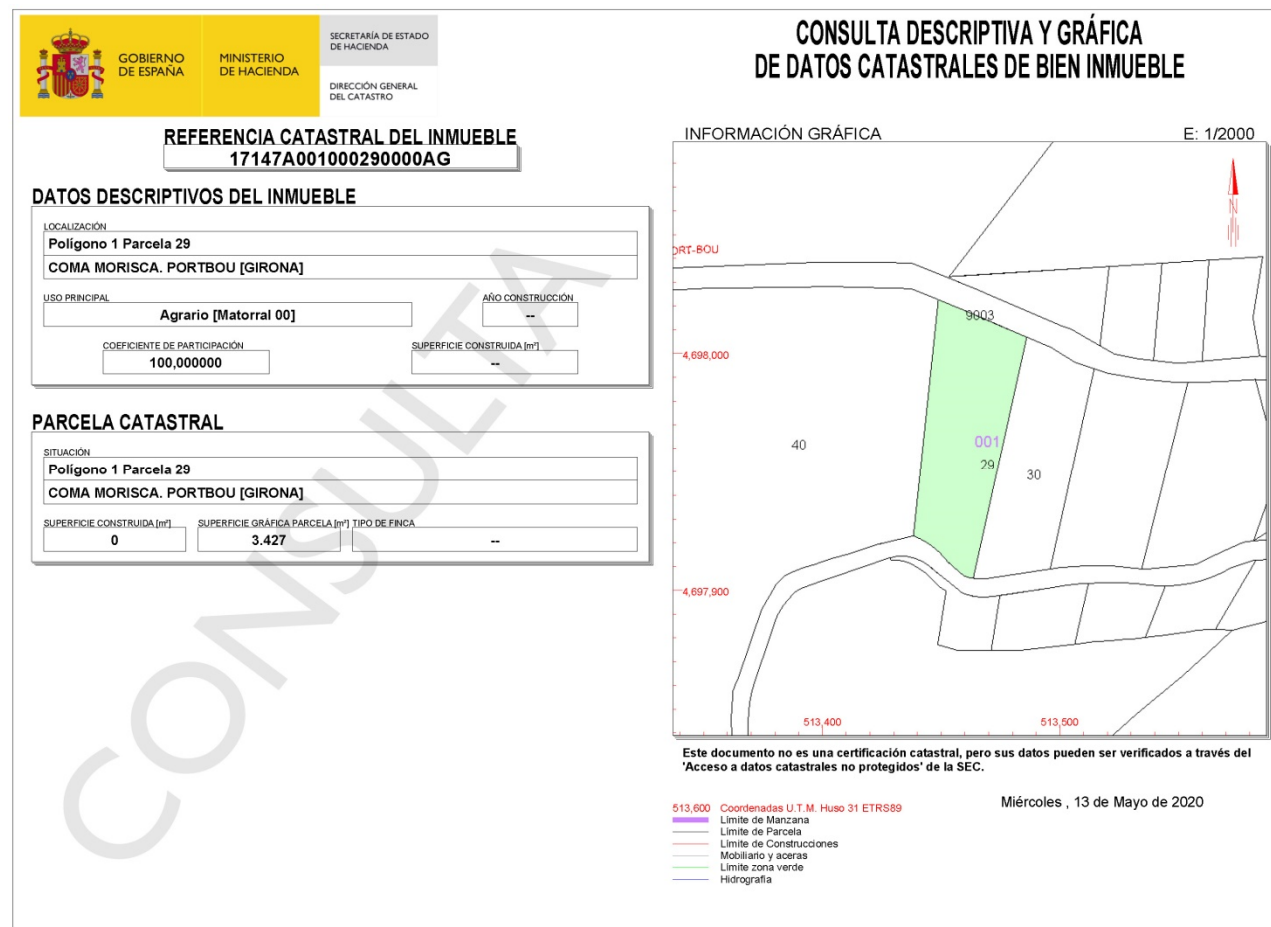 GOBIERNO
DE ESPAÑA
MINISTERIO
DE HACIENDA
SECRETARÍA DE ESTADO
DE HACIENDA
DIRECCIÓN GENERAL
DEL CATASTRO
CONSULTA DESCRIPTIVA Y GRÁFICA
DE DATOS CATASTRALES DE BIEN INMUEBLE
REFERENCIA CATASTRAL DEL INMUEBLE
17147A001000290000AG
DATOS DESCRIPTIVOS DEL INMUEBLE
LOCALIZACIÓN
Polígono 1 Parcela 29
COMA MORISCA. PORTBOU [GIRONA]
USO PRINCIPAL
Agrario [Matorral 00]
AÑO CONSTRUCCIÓN
--
COEFICIENTE DE PARTICIPACIÓN
100,000000
SUPERFICIE CONSTRUIDA [m²]
--
PARCELA CATASTRAL
SITUACIÓN
Polígono 1 Parcela 29
COMA MORISCA. PORTBOU [GIRONA]
SUPERFICIE CONSTRUIDA [m²]
0
SUPERFICIE GRÁFICA PARCELA [m²]
3.427
TIPO DE FINCA
--
CONSULTA
INFORMACIÓN GRÁFICA E: 1/2000
N
ORT-BOU
9003
4,698,000
40
001
29
30
4,697,900
513,400
513,500
Este documento no es una certificación catastral, pero sus datos pueden ser verificados a través del
'Acceso a datos catastrales no protegidos' de la SEC.
Miércoles , 13 de Mayo de 2020
513,600 Coordenadas U.T.M. Huso 31 ETRS89
Límite de Manzana
Límite de Parcela
Límite de Construcciones
Mobiliario y aceras
Límite zona verde
Hidrografía